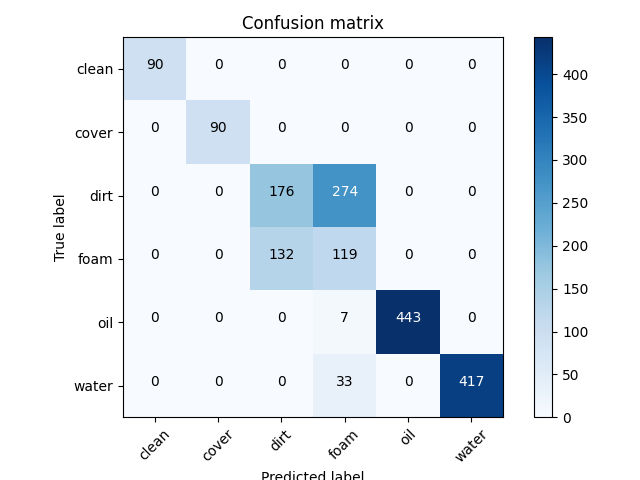 Confusion matrix
clean 90 0 0 0 0 0
cover 0 90 0 0 0 0
dirt 0 0 176 274 0 0
foam 0 0 132 119 0 0
oil 0 0 0 7 443 0
water 0 0 0 33 0 417
clean cover dirt foam oil water
True label
Predicted label
400
350
300
250
200
150
100
50
0